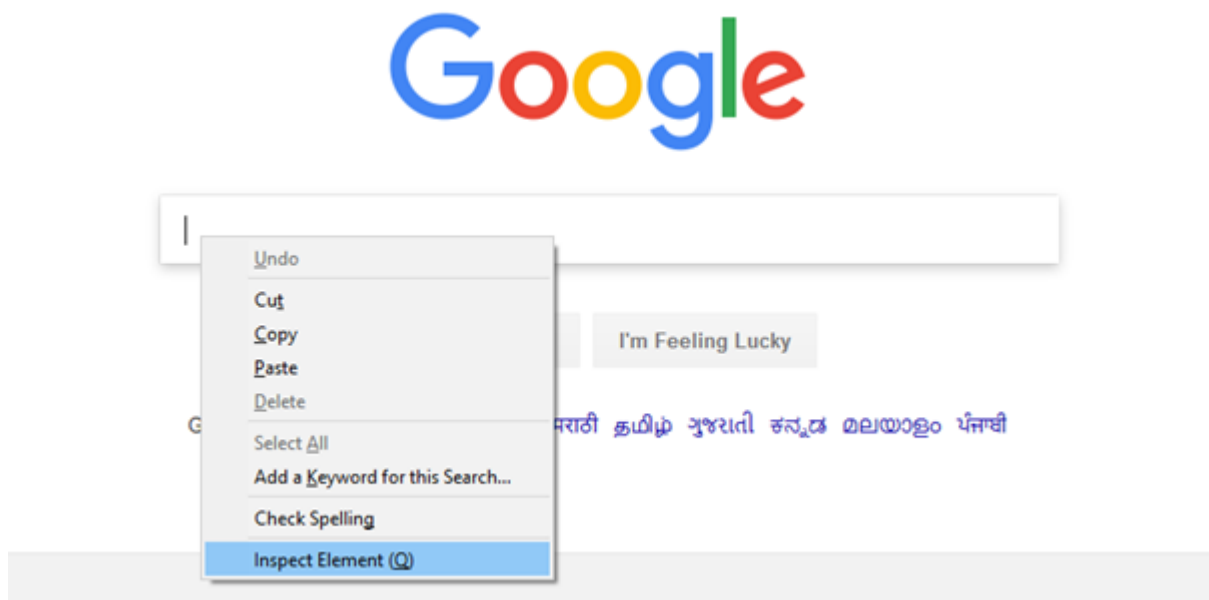 Google
Undo
Cut
Copy
I'm Feeling Lucky
Paste
Delete
G मराठी தமிழ் ગુજરાતી ಕನ್ನಡ മലയാളം ਪੰਜਾਬੀ
Select All
Add a Keyword for this Search...
Check Spelling
Inspect Element (Q)